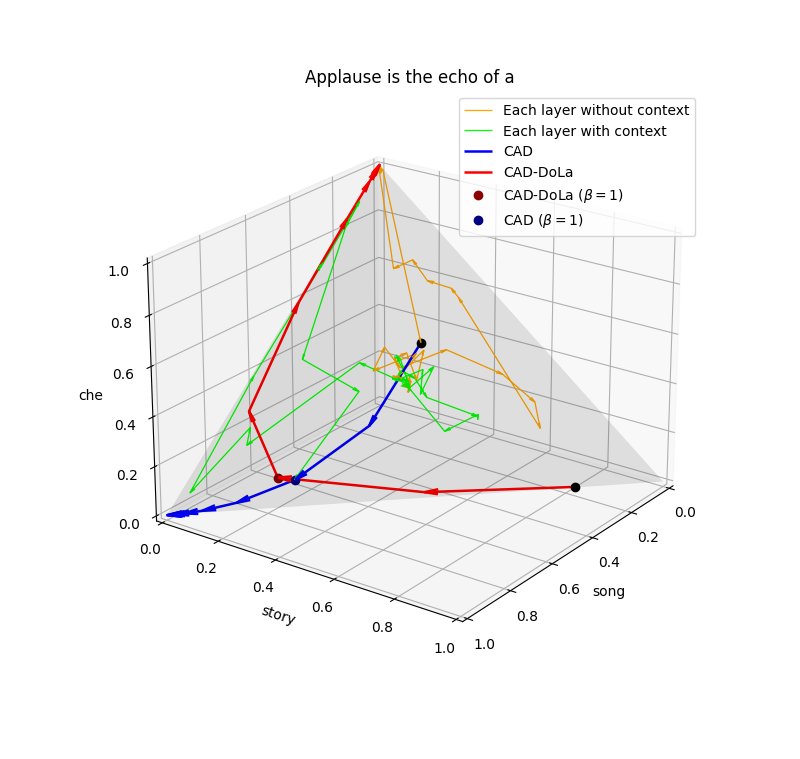 Applause is the echo of a
Each layer without context
Each layer with context
CAD
CAD-DoLa
CAD-DoLa (β = 1)
CAD (β = 1)
1.0
0.8
0.6
0.4
0.2
0.0
che
0.0
0.2
0.4
0.6
0.8
1.0
story
0.0
0.2
0.4
0.6
0.8
1.0
song